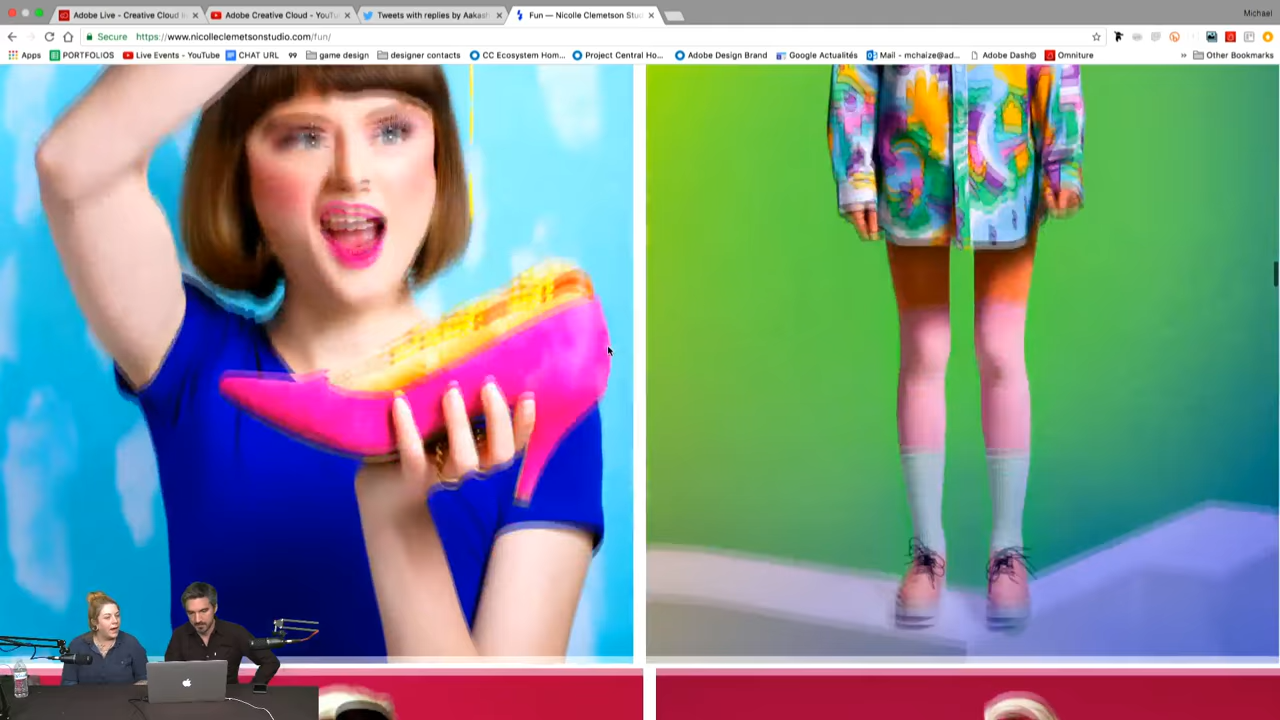 Adobe Live - Creative Cloud
Adobe Creative Cloud - YouTu
Tweets with replies by Aakas
Fun — Nicolle Clemetson Stud
Michael
Secure
https://www.nicolleclemetsonstudio.com/fun/
Apps
PORTFOLIOS
Live Events - YouTube
CHAT URL
game design
designer contacts
CC Ecosystem Hom...
Project Central Ho...
Adobe Design Brand
Google Actualités
Mail - mchaize@ad...
Adobe Dash©
Omniture
»
Other Bookmarks